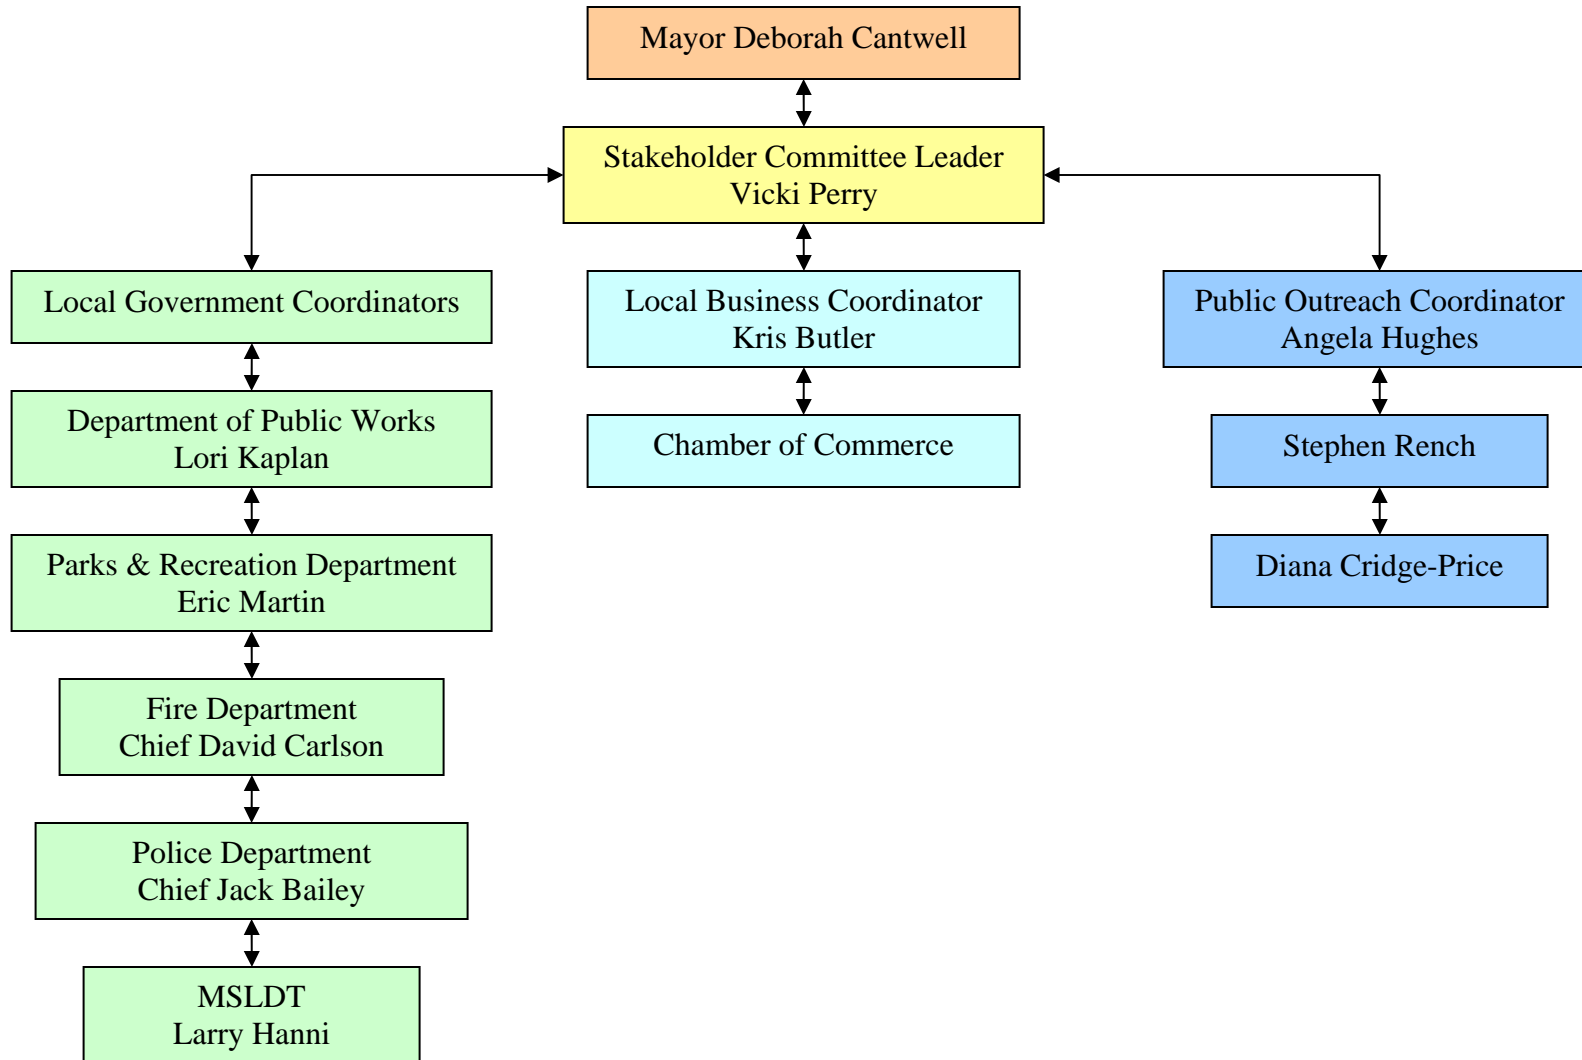 Mayor Deborah Cantwell
Stakeholder Committee Leader
Vicki Perry
Local Government Coordinators
Department of Public Works
Lori Kaplan
Parks & Recreation Department
Eric Martin
Fire Department
Chief David Carlson
Police Department
Chief Jack Bailey
MSLDT
Larry Hanni
Local Business Coordinator
Kris Butler
Chamber of Commerce
Public Outreach Coordinator
Angela Hughes
Stephen Rench
Diana Cridge-Price